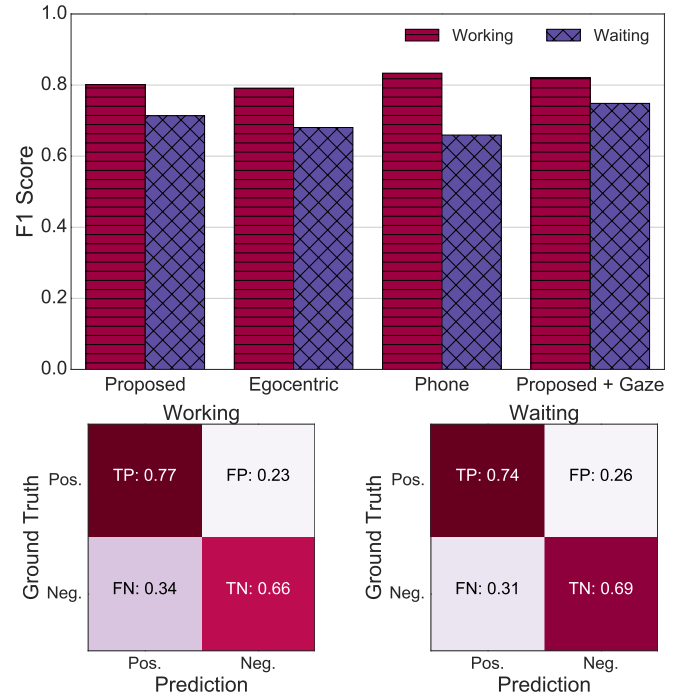 1.0
Working
Waiting
0.8
0.6
0.4
0.2
0.0
F1 Score
Proposed
Egocentric
Phone
Proposed + Gaze
Working
TP: 0.77
FP: 0.23
FN: 0.34
TN: 0.66
Pos.
Neg.
Ground Truth
Pos.
Neg.
Prediction
Waiting
TP: 0.74
FP: 0.26
FN: 0.31
TN: 0.69
Pos.
Neg.
Ground Truth
Pos.
Neg.
Prediction